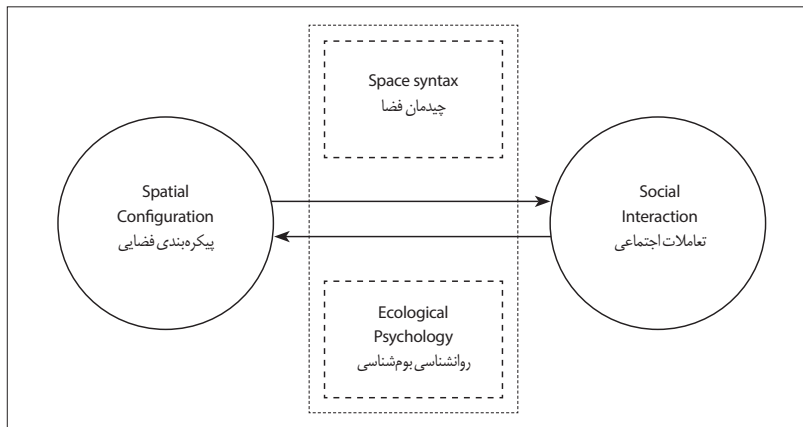 Space syntax
چیدمان فضا
Spatial
Configuration
پیکره‌بندی فضایی
Social
Interaction
تعاملات اجتماعی
Ecological
Psychology
روانشناسی بوم‌شناسی